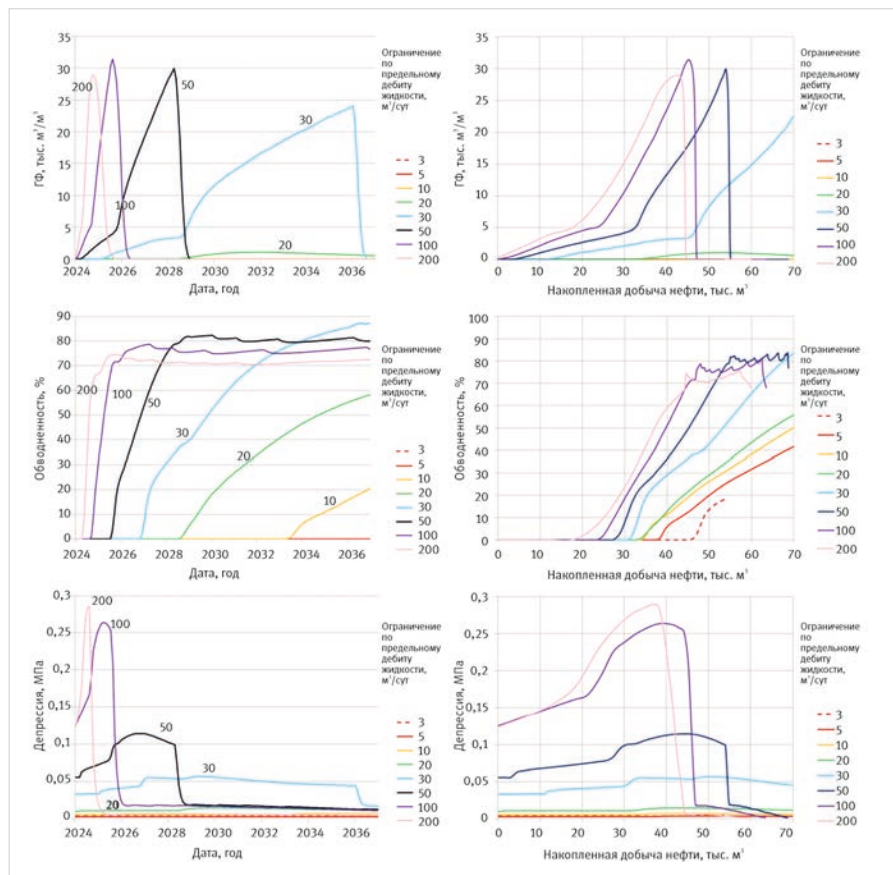 35
30
25
20
15
10
5
0
ГФ, тыс. м³/м³
2024 2026 2028 2030 2032 2034 2036
Дата, год
200
100
50
30
20
Ограничение
по
предельному
дебиту
жидкости,
м³/сут
3
5
10
20
30
50
100
200
35
30
25
20
15
10
5
0
ГФ, тыс. м³/м³
0 10 20 30 40 50 60 70
Накопленная добыча нефти, тыс. м³
Ограничение
по
предельному
дебиту
жидкости,
м³/сут
3
5
10
20
30
50
100
200
90
80
70
60
50
40
30
20
10
0
Обводненность, %
2024 2026 2028 2030 2032 2034 2036
Дата, год
200
100
50
30
20
10
Ограничение
по
предельному
дебиту
жидкости,
м³/сут
3
5
10
20
30
50
100
200
100
90
80
70
60
50
40
30
20
10
0
Обводненность, %
0 10 20 30 40 50 60 70
Накопленная добыча нефти, тыс. м³
Ограничение
по
предельному
дебиту
жидкости,
м³/сут
3
5
10
20
30
50
100
200
0,3
0,25
0,2
0,15
0,1
0,05
0
Депрессия, МПа
2024 2026 2028 2030 2032 2034 2036
Дата, год
200
100
50
30
20
Ограничение
по
предельному
дебиту
жидкости,
м³/сут
3
5
10
20
30
50
100
200
0,3
0,25
0,2
0,15
0,1
0,05
0
Депрессия, МПа
0 10 20 30 40 50 60 70
Накопленная добыча нефти, тыс. м³
Ограничение
по
предельному
дебиту
жидкости,
м³/сут
3
5
10
20
30
50
100
200